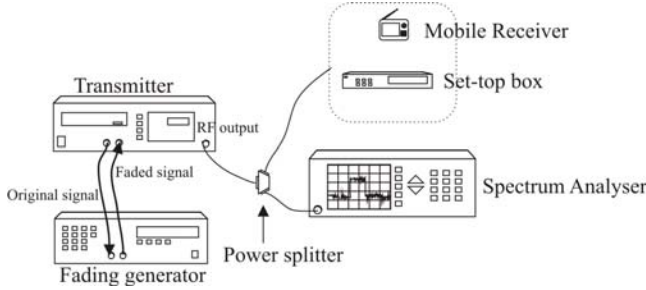 Mobile Receiver
Set-top box
Transmitter
RF output
Faded signal
Original signal
Spectrum Analyser
Power splitter
Fading generator